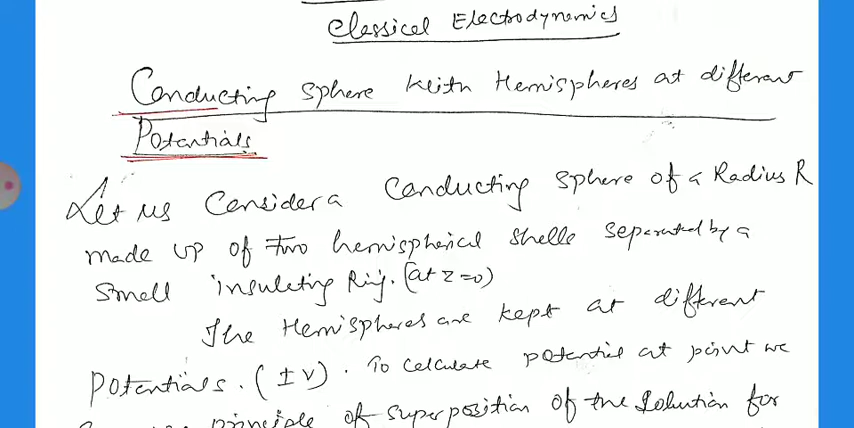 Classical Electrodynamics
Conducting sphere with Hemispheres at different
Potentials.
Let us Consider a Conducting sphere of a Radius R
made up of two hemispherical shells separated by a
small insulating Ring. (at z=0)
The Hemispheres are kept at different
Potentials. (±V). To Calculate potential at point we
principle of superposition of the solution for